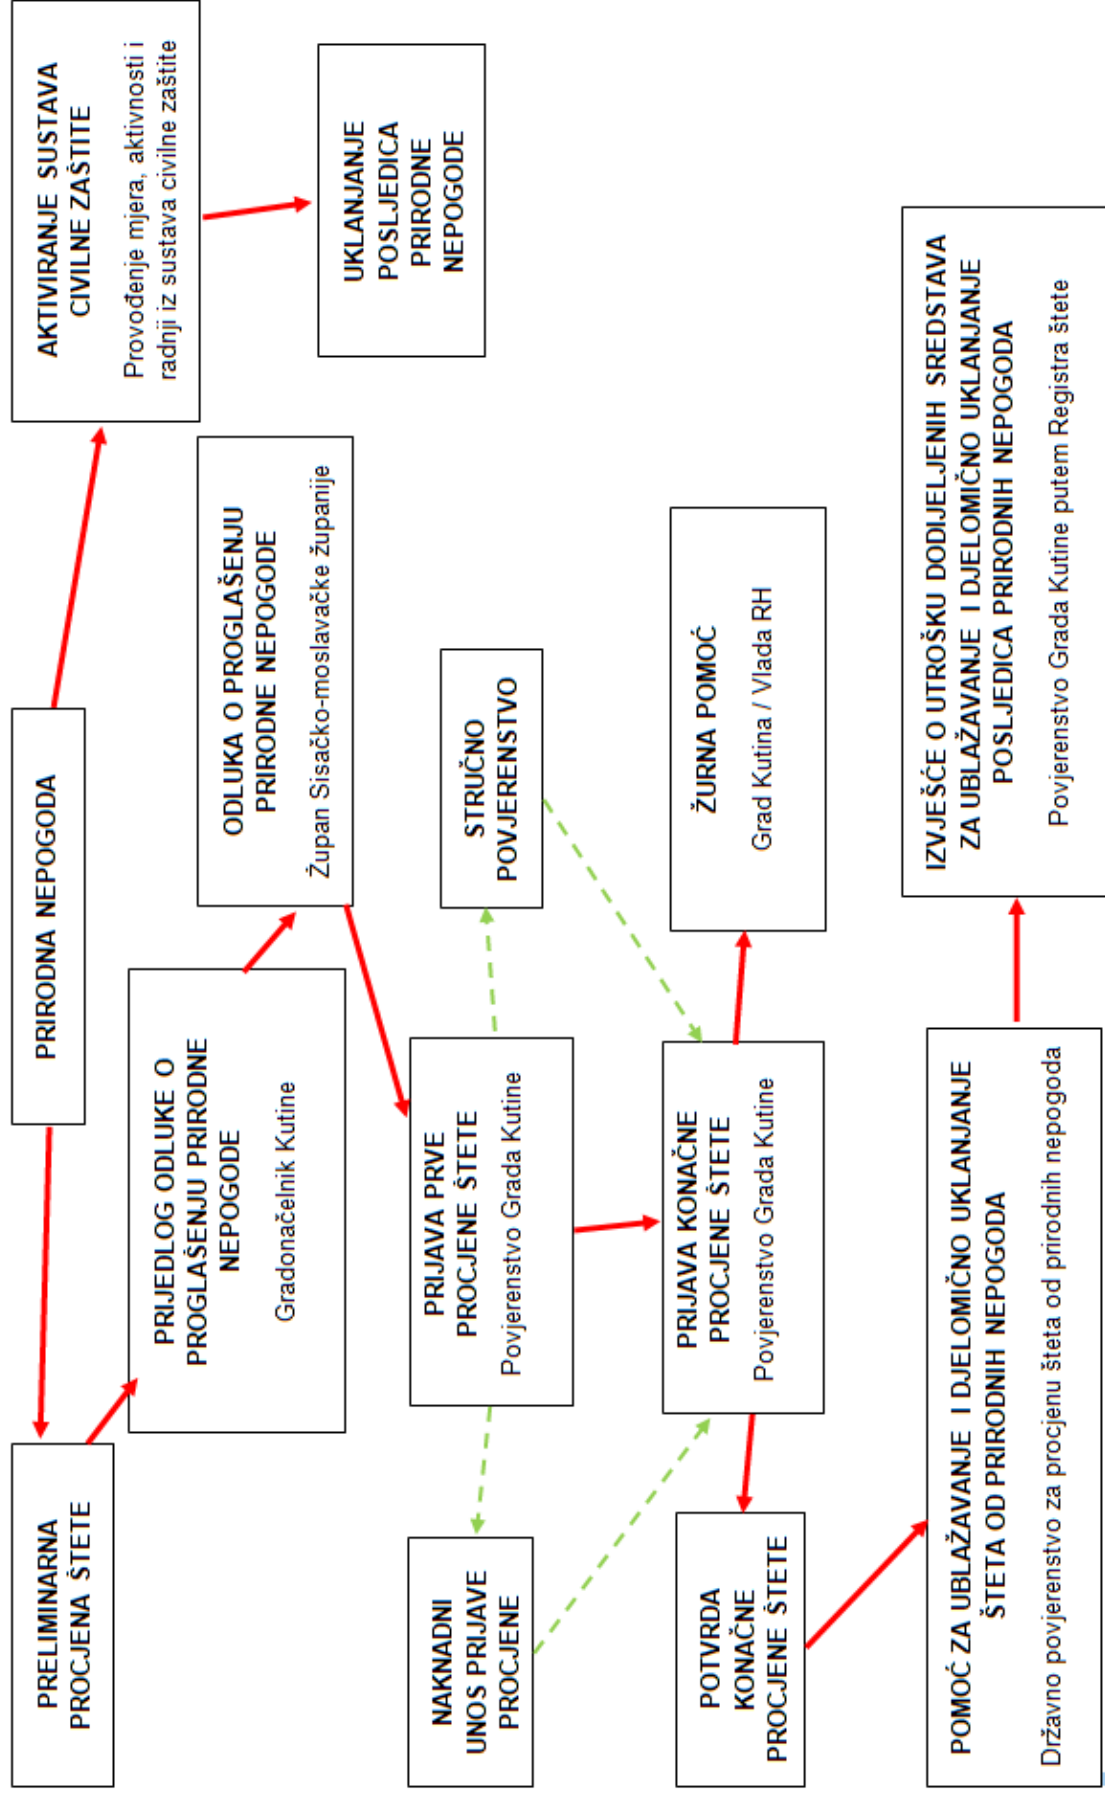 PRIRODNA NEPOGODA
PRELIMINARNA
PROCJENA ŠTETE
AKTIVIRANJE SUSTAVA
CIVILNE ZAŠTITE
Provođenje mjera, aktivnosti i
radnji iz sustava civilne zaštite
PRIJEDLOG ODLUKE O
PROGLAŠENJU PRIRODNE
NEPOGODE
Gradonačelnik Kutine
ODLUKA O PROGLAŠENJU
PRIRODNE NEPOGODE
Župan Sisačko-moslavačke županije
UKLANJANJE
POSLJEDICA
PRIRODNE
NEPOGODE
NAKNADNI
UNOS PRIJAVE
PROCJENE
PRIJAVA PRVE
PROCJENE ŠTETE
Povjerenstvo Grada Kutine
STRUČNO
POVJERENSTVO
POTVRDA
KONAČNE
PROCJENE ŠTETE
PRIJAVA KONAČNE
PROCJENE ŠTETE
Povjerenstvo Grada Kutine
ŽURNA POMOĆ
Grad Kutina / Vlada RH
POMOĆ ZA UBLAŽAVANJE I DJELOMIČNO UKLANJANJE
ŠTETA OD PRIRODNIH NEPOGODA
Državno povjerenstvo za procjenu šteta od prirodnih nepogoda
IZVJEŠĆE O UTROŠKU DODIJELJENIH SREDSTAVA
ZA UBLAŽAVANJE I DJELOMIČNO UKLANJANJE
POSLJEDICA PRIRODNIH NEPOGODA
Povjerenstvo Grada Kutine putem Registra štete